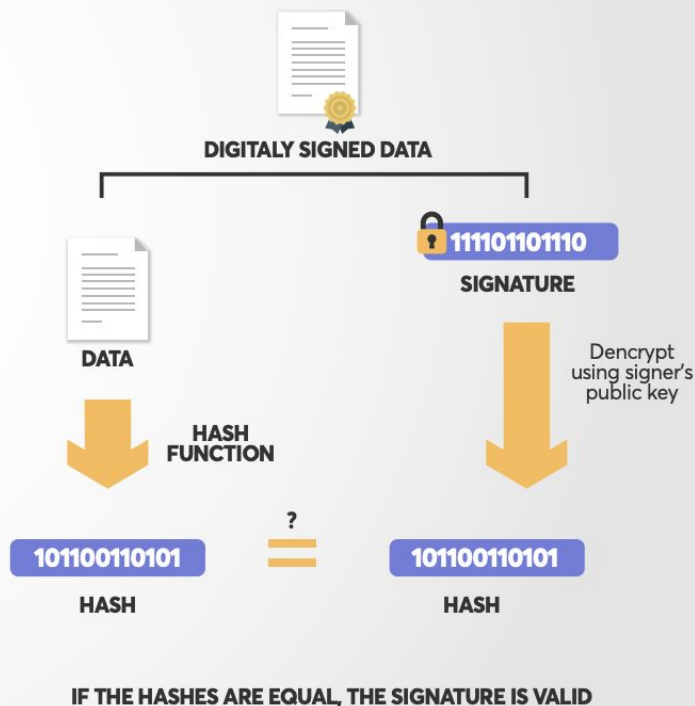 DIGITALY SIGNED DATA
111101101110
SIGNATURE
DATA
Dencrypt
using signer's
public key
HASH
FUNCTION
?
101100110101
101100110101
HASH
HASH
IF THE HASHES ARE EQUAL, THE SIGNATURE IS VALID